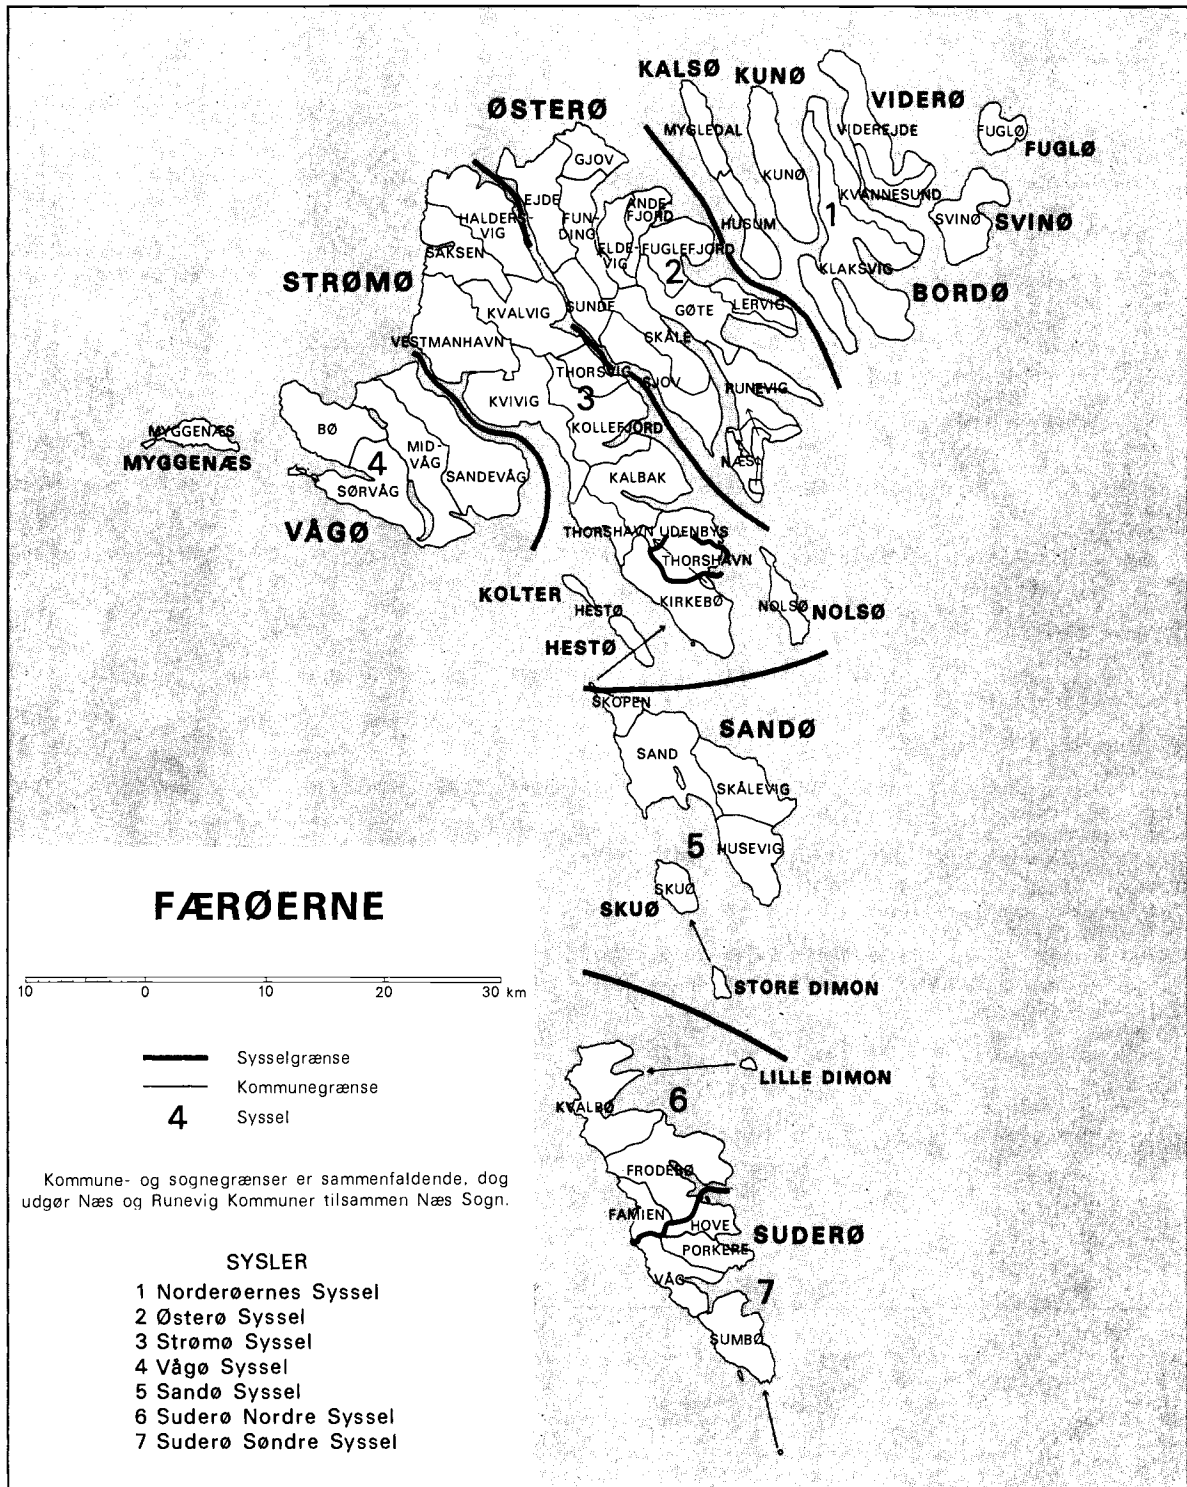 KALSØ
KUNØ
VIDERØ
ØSTERØ
MYGLEDAL
VIDEREJDE
FUGLØ
FUGLØ
GJOV
KUNØ
EJDE
ANDE-
FJORD
KVANNESUND
HALDERS-
VIG
FUN-
DING
HUSUM
1
SVINØ
SVINØ
SAKSEN
ELDE-
VIG
FUGLEFJORD
2
KLAKSVIG
STRØMØ
BORDØ
KVALVIG
SUNDE
GØTE
LERVIG
VESTMANHAVN
SKÅLE
THORSVIG
SJOV
RUNEVIG
3
KVIVIG
KOLLEFJORD
MYGGENÆS
MYGGENÆS
BØ
MID-
VÅG
4
SANDEVÅG
SØRVÅG
NÆS
KALBAK
VÅGØ
THORSHAVN UDENBYS
THORSHAVN
KOLTER
HESTØ
KIRKEBØ
NOLSØ
NOLSØ
HESTØ
SKOPEN
SANDØ
SAND
SKÅLEVIG
5
HUSEVIG
SKUØ
SKUØ
STORE DIMON
LILLE DIMON
KVALBØ
6
FRODEBØ
FAMIEN
HOVE
SUDERØ
PORKERE
VÅG
7
SUMBØ
FÆRØERNE
10 0 10 20 30 km
Sysselgrænse
Kommunegrænse
4 Syssel
Kommune- og sognegrænser er sammenfaldende, dog
udgør Næs og Runevig Kommuner tilsammen Næs Sogn.
SYSLER
1 Norderøernes Syssel
2 Østerø Syssel
3 Strømø Syssel
4 Vågø Syssel
5 Sandø Syssel
6 Suderø Nordre Syssel
7 Suderø Søndre Syssel